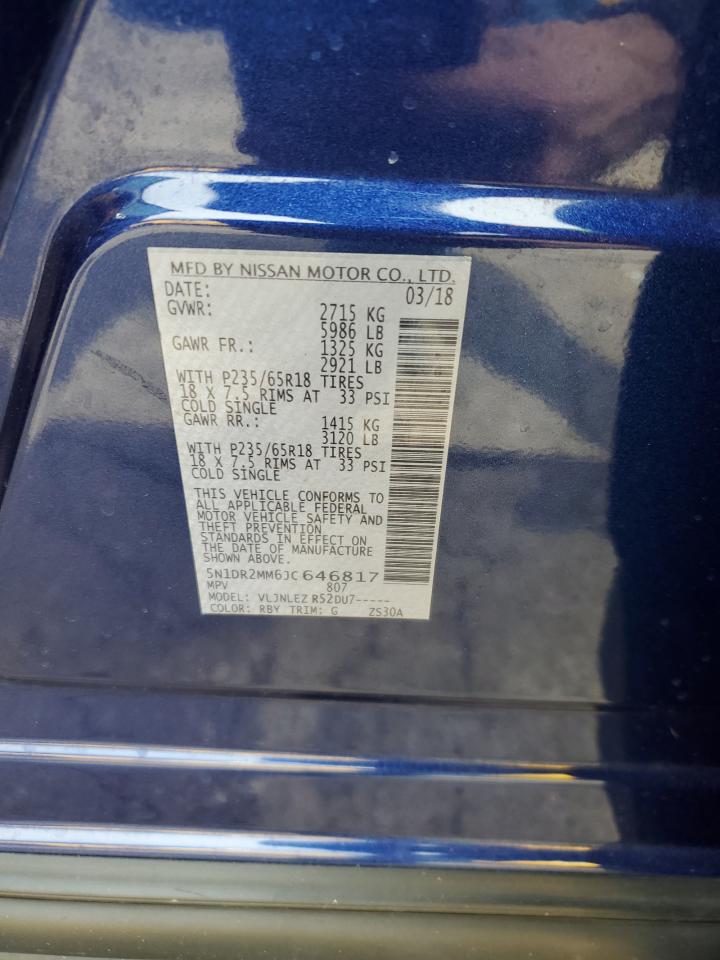 MFD BY NISSAN MOTOR CO., LTD.
DATE: 03/18
GVWR: 2715 KG
5986 LB
GAWR FR.: 1325 KG
2921 LB
WITH P235/65R18 TIRES
18 X 7.5 RIMS AT 33 PSI
COLD SINGLE
GAWR RR.: 1415 KG
3120 LB
WITH P235/65R18 TIRES
18 X 7.5 RIMS AT 33 PSI
COLD SINGLE
THIS VEHICLE CONFORMS TO
ALL APPLICABLE FEDERAL
MOTOR VEHICLE SAFETY AND
THEFT PREVENTION
STANDARDS IN EFFECT ON
THE DATE OF MANUFACTURE
SHOWN ABOVE.
5N1DR2MM6JC646817
MPV 807
MODEL: VLJNLEZ R52DU7-----
COLOR: RBY TRIM: G ZS30A